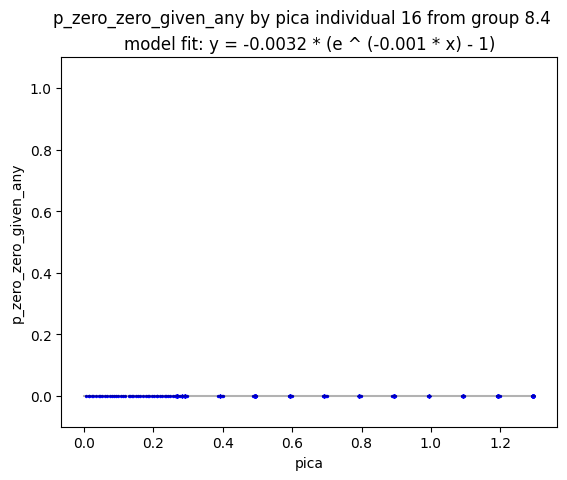 p_zero_zero_given_any by pica individual 16 from group 8.4
model fit: y = -0.0032 * (e ^ (-0.001 * x) - 1)
1.0
0.8
0.6
0.4
0.2
0.0
p_zero_zero_given_any
0.0 0.2 0.4 0.6 0.8 1.0 1.2
pica